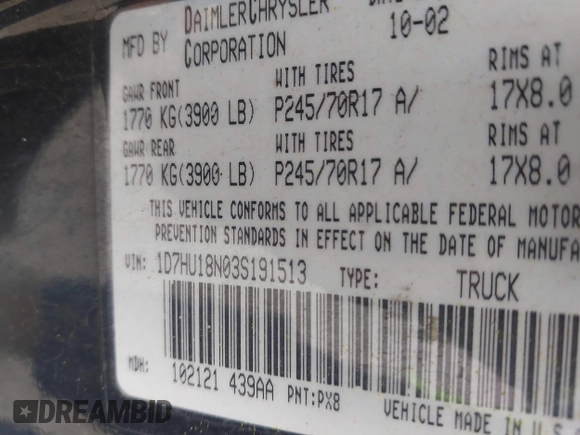 MFD BY DAIMLERCHRYSLER
CORPORATION 10-02
GAWR FRONT WITH TIRES RIMS AT
1770 KG(3900 LB) P245/70R17 A/ 17X8.0
GAWR REAR WITH TIRES RIMS AT
1770 KG(3900 LB) P245/70R17 A/ 17X8.0
THIS VEHICLE CONFORMS TO ALL APPLICABLE FEDERAL MOTOR
PREVENTION STANDARDS IN EFFECT ON THE DATE OF MANUFA
VIN: 1D7HU18N03S191513 TYPE: TRUCK
MDH: 102121 439AA PNT:PX8 VEHICLE MADE IN U.S
DREAMBID